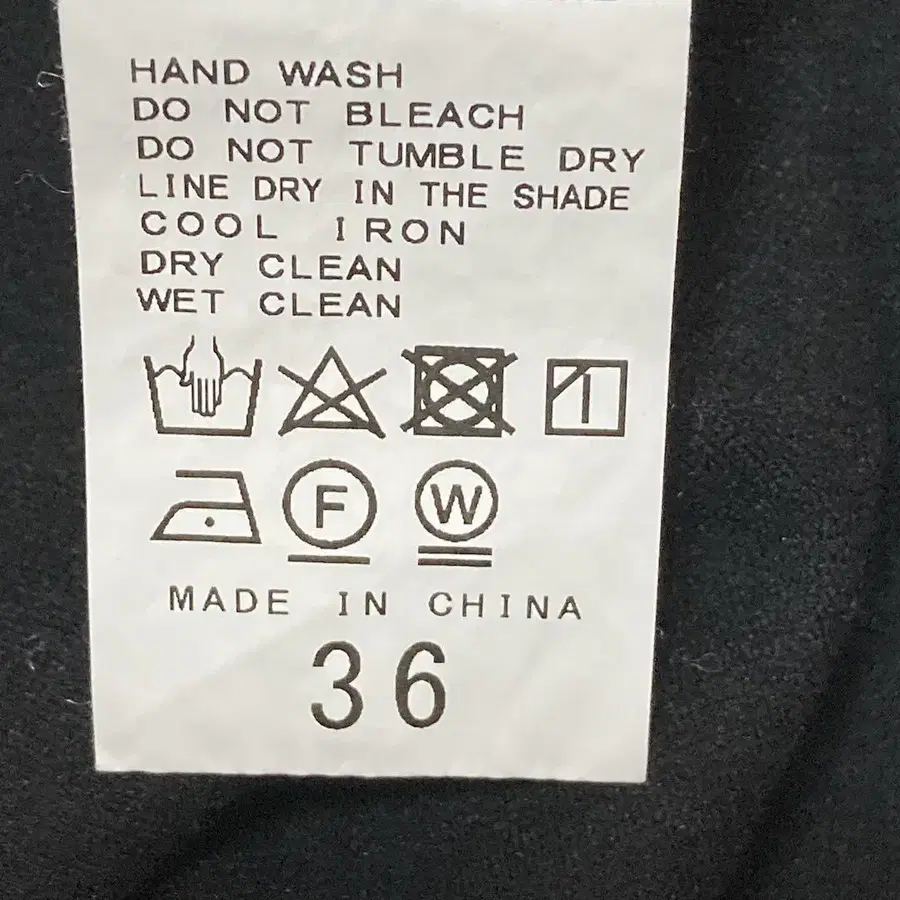 HAND WASH
DO NOT BLEACH
DO NOT TUMBLE DRY
LINE DRY IN THE SHADE
COOL IRON
DRY CLEAN
WET CLEAN
F W
MADE IN CHINA
36